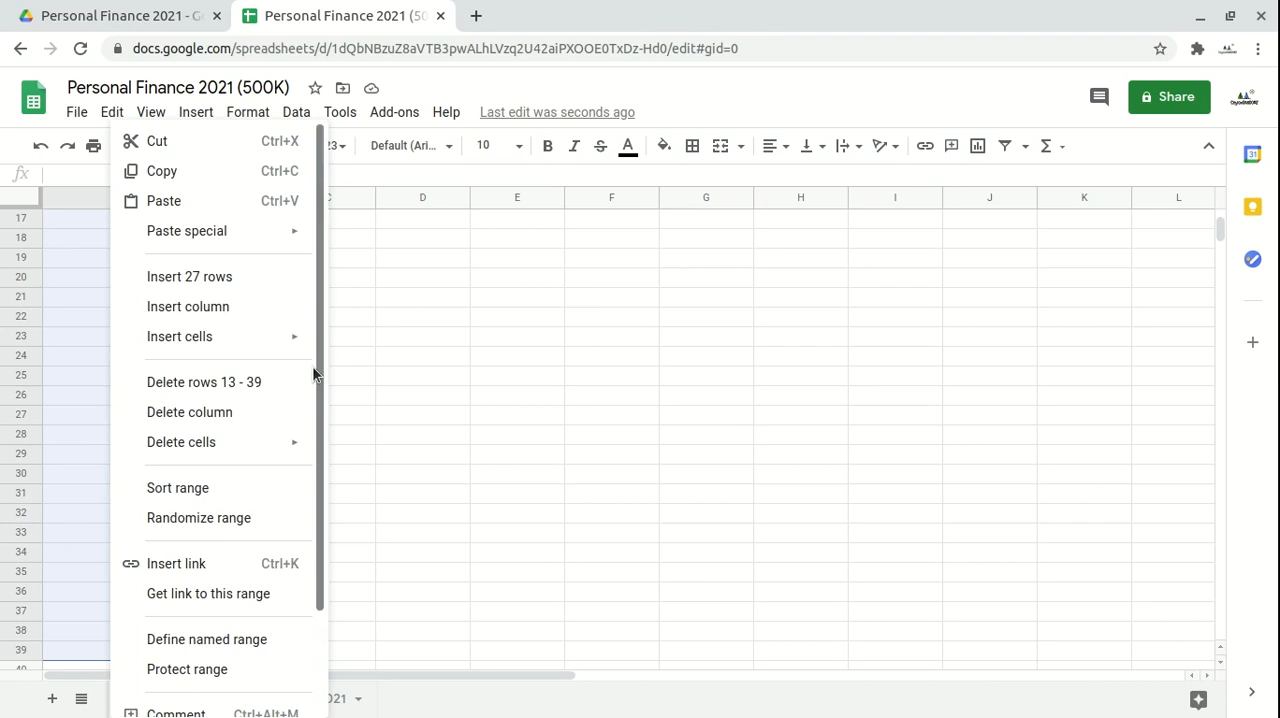 Personal Finance 2021 - G
Personal Finance 2021 (50
docs.google.com/spreadsheets/d/1dQbNBzuZ8aVTB3pwALhLVzq2U42aiPXOOE0TxDz-Hd0/edit#gid=0
Personal Finance 2021 (500K)
Share
File Edit View Insert Format Data Tools Add-ons Help Last edit was seconds ago
Default (Ari... 10 B I S A Σ
fx
D E F G H I J K L
Cut Ctrl+X
Copy Ctrl+C
Paste Ctrl+V
Paste special
Insert 27 rows
Insert column
Insert cells
Delete rows 13 - 39
Delete column
Delete cells
Sort range
Randomize range
Insert link Ctrl+K
Get link to this range
Define named range
Protect range
Comment Ctrl+Alt+M
17
18
19
20
21
22
23
24
25
26
27
28
29
30
31
32
33
34
35
36
37
38
39
40
31